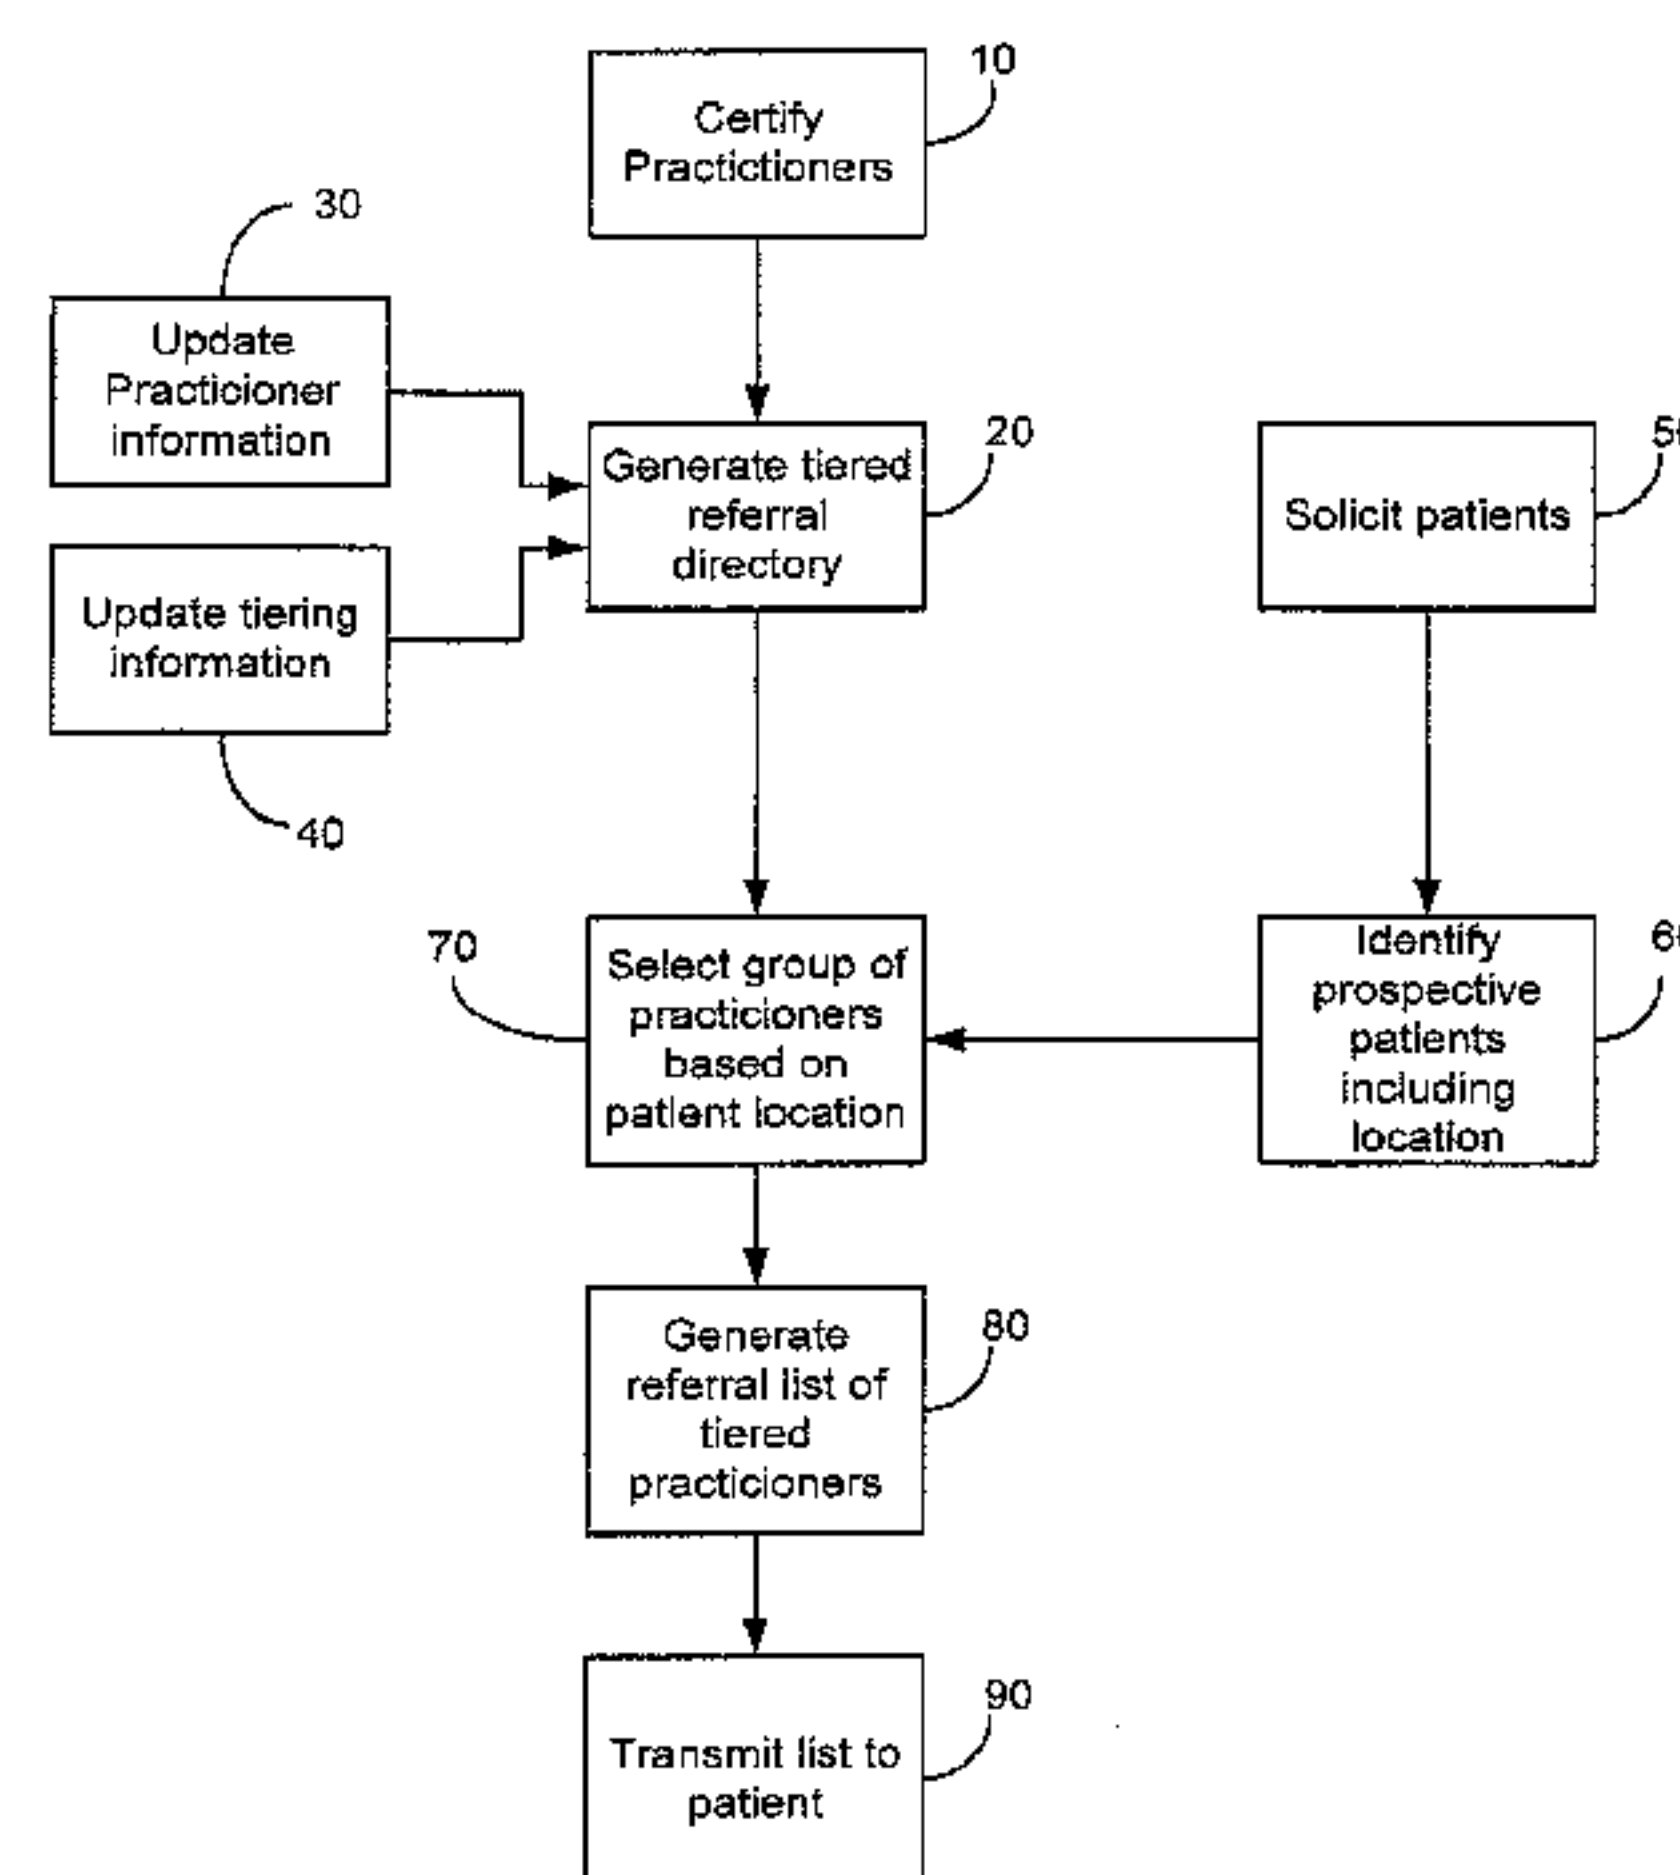 10
Certify
Practictioners
30
Update
Practicioner
information
20
Generate tiered
referral
directory
Solicit patients
Update tiering
information
40
70
Select group of
practicioners
based on
patient location
Identify
prospective
patients
including
location
80
Generate
referral list of
tiered
practicioners
90
Transmit list to
patient